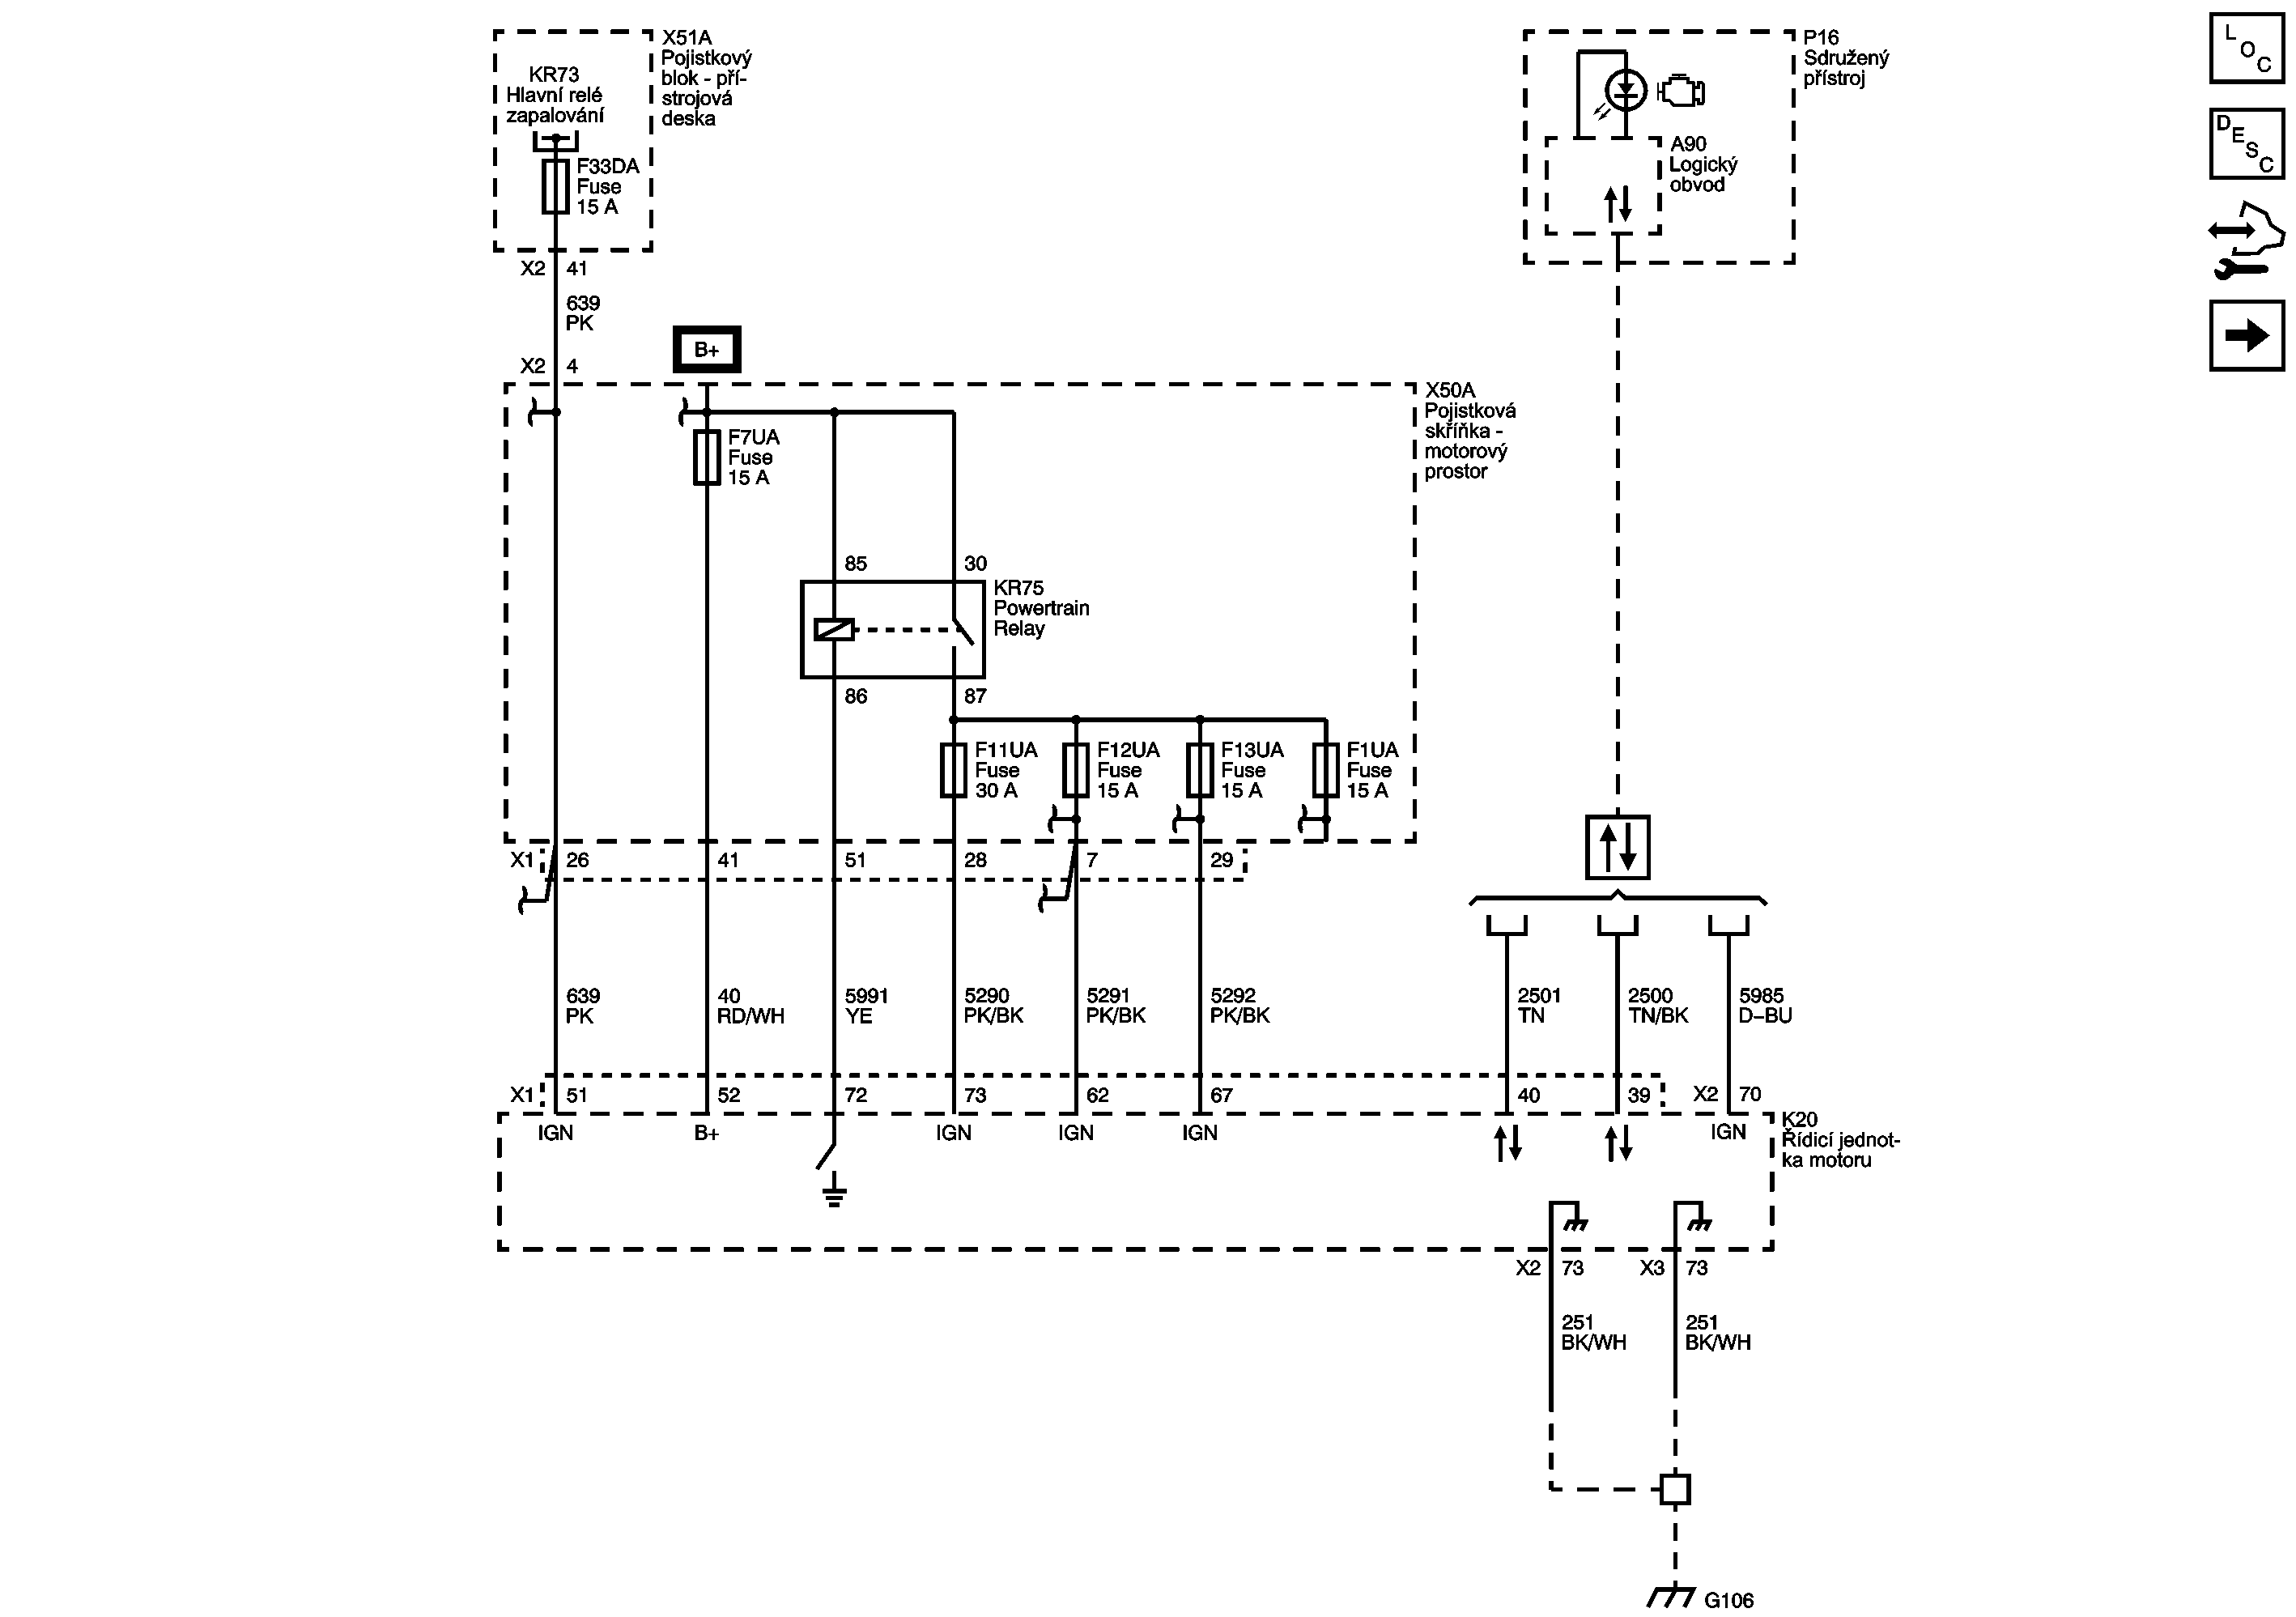 X51A
Pojistkový
blok - pří-
strojová
deska
KR73
Hlavní relé
zapalování
F33DA
Fuse
15 A
X2 41
639
PK
X2 4
B+
P16
Sdružený
přístroj
A90
Logický
obvod
L
O
C
D
E
S
C
X50A
Pojistková
skříňka -
motorový
prostor
F7UA
Fuse
15 A
85 30
KR75
Powertrain
Relay
86 87
F11UA
Fuse
30 A
F12UA
Fuse
15 A
F13UA
Fuse
15 A
F1UA
Fuse
15 A
X1 26 41 51 28 7 29
639
PK
40
RD/WH
5991
YE
5290
PK/BK
5291
PK/BK
5292
PK/BK
2501
TN
2500
TN/BK
5985
D-BU
X1 51 52 72 73 62 67 40 39 X2 70
IGN B+ IGN IGN IGN IGN
K20
Řídicí jednot-
ka motoru
X2 73 X3 73
251
BK/WH
251
BK/WH
G106